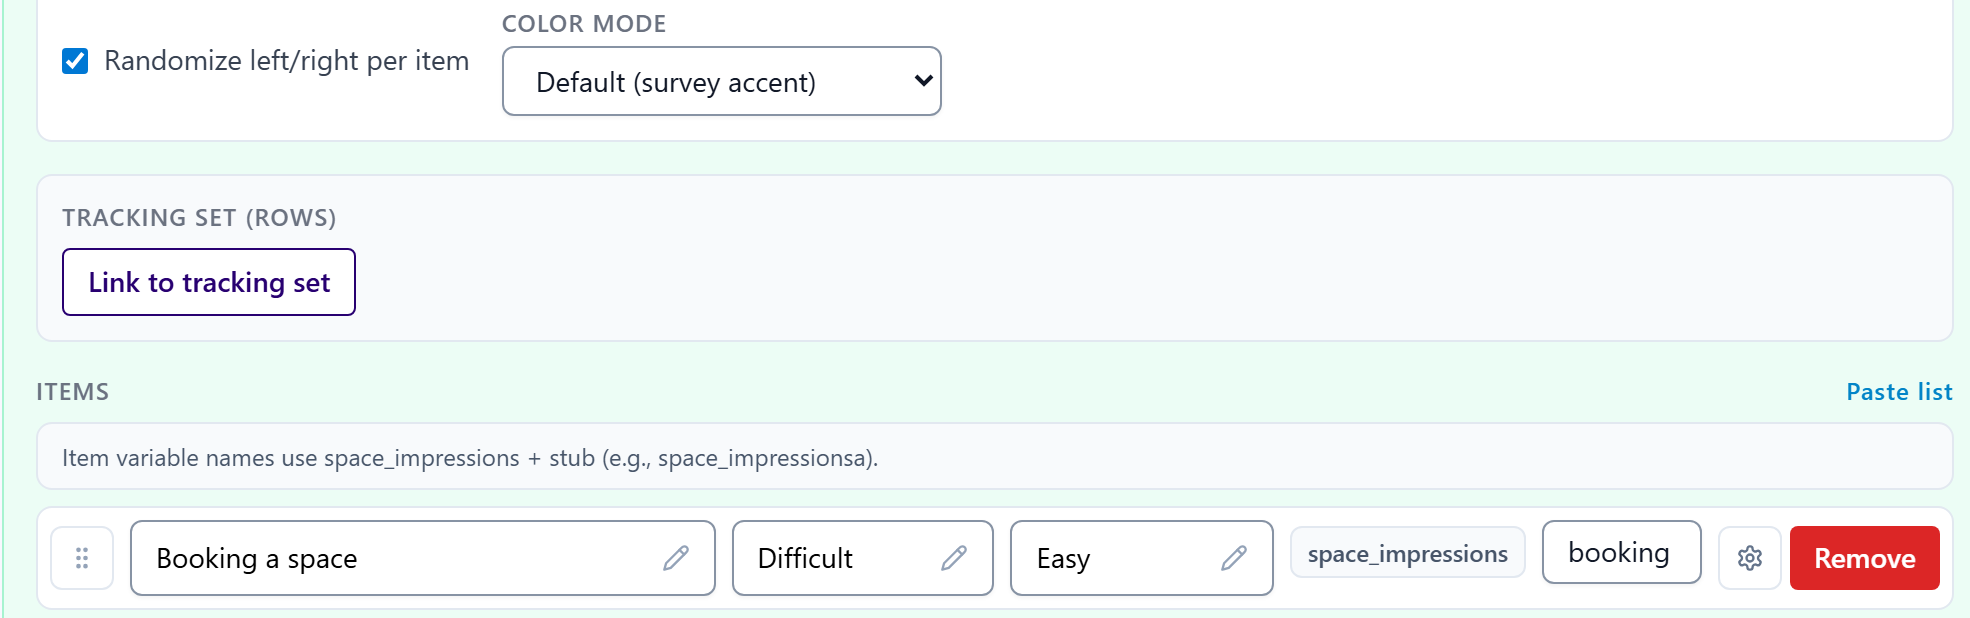 COLOR MODE
Randomize left/right per item
Default (survey accent)
TRACKING SET (ROWS)
Link to tracking set
ITEMS
Paste list
Item variable names use space_impressions + stub (e.g., space_impressionsa).
Booking a space
Difficult
Easy
space_impressions
booking
Remove